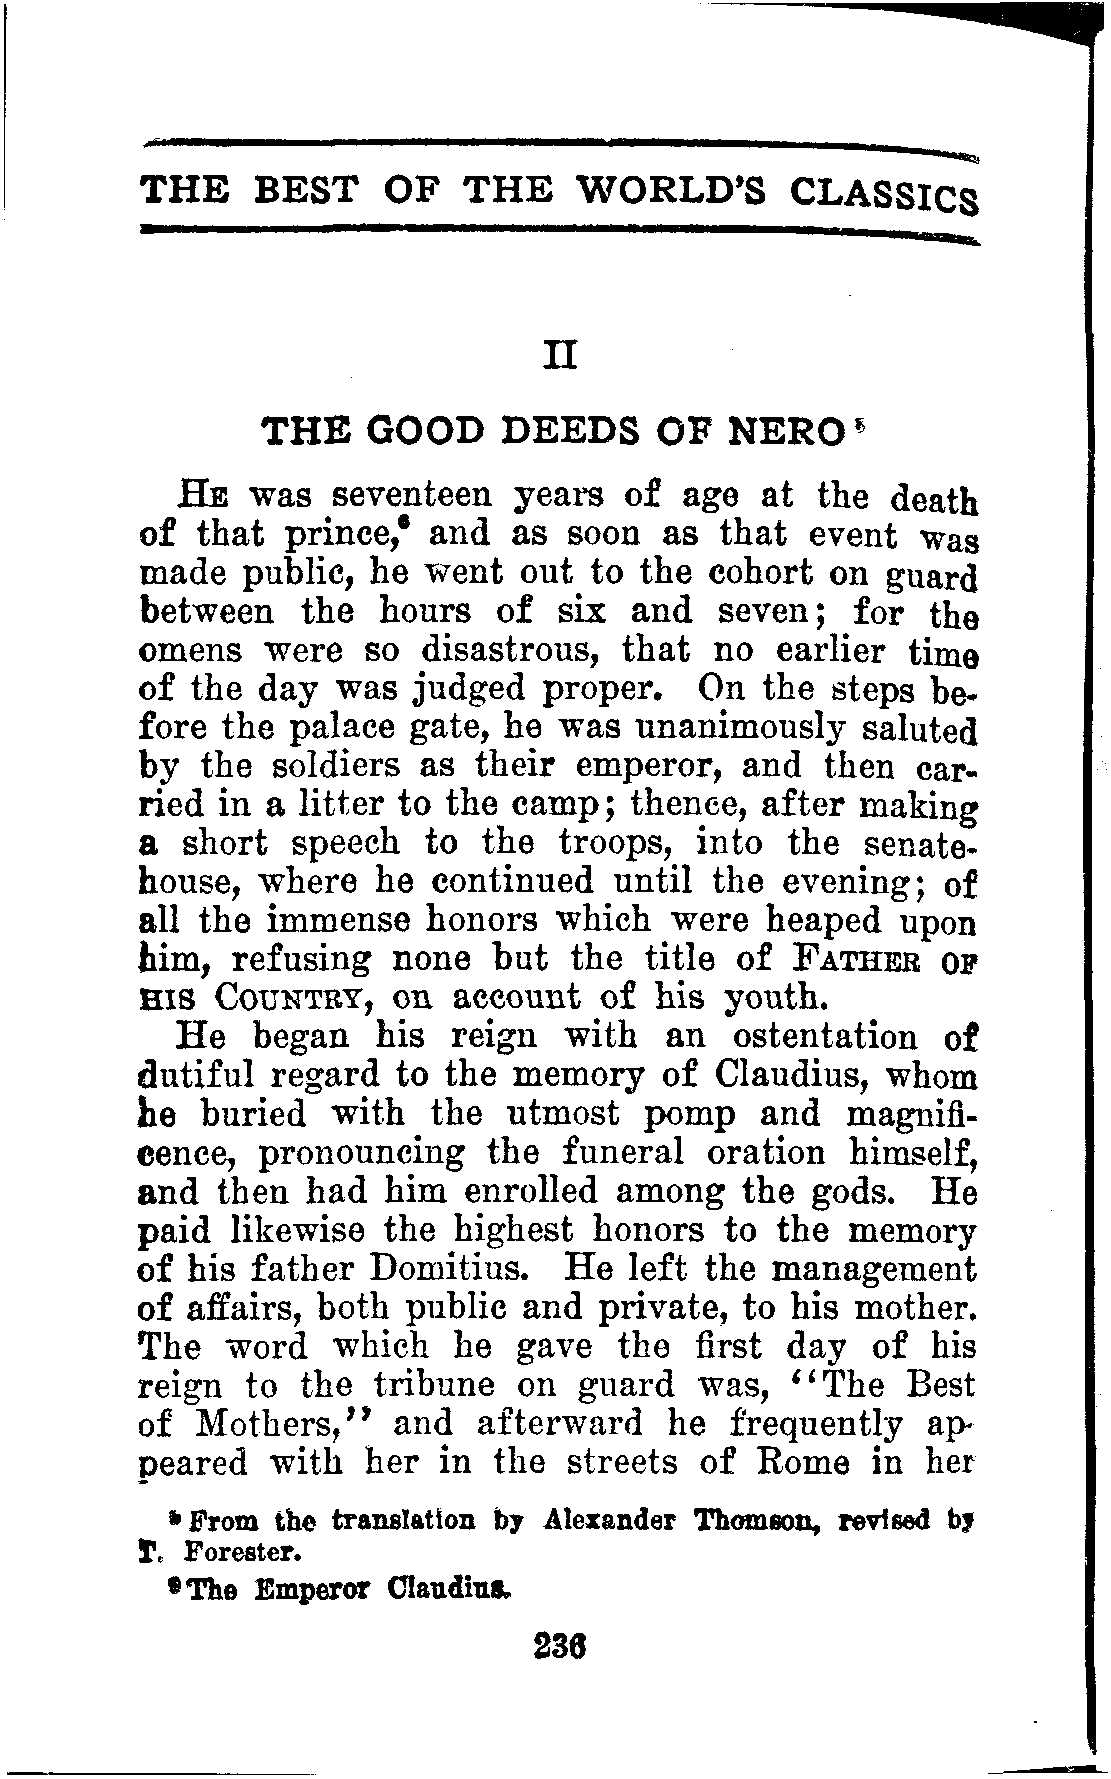 THE BEST OF THE WORLD'S CLASSICS
II
THE GOOD DEEDS OF NERO⁵
HE was seventeen years of age at the death
of that prince,⁶ and as soon as that event was
made public, he went out to the cohort on guard
between the hours of six and seven; for the
omens were so disastrous, that no earlier time
of the day was judged proper. On the steps be-
fore the palace gate, he was unanimously saluted
by the soldiers as their emperor, and then car-
ried in a litter to the camp; thence, after making
a short speech to the troops, into the senate-
house, where he continued until the evening; of
all the immense honors which were heaped upon
him, refusing none but the title of FATHER OF
HIS COUNTRY, on account of his youth.
He began his reign with an ostentation of
dutiful regard to the memory of Claudius, whom
he buried with the utmost pomp and magnifi-
cence, pronouncing the funeral oration himself,
and then had him enrolled among the gods. He
paid likewise the highest honors to the memory
of his father Domitius. He left the management
of affairs, both public and private, to his mother.
The word which he gave the first day of his
reign to the tribune on guard was, "The Best
of Mothers," and afterward he frequently ap-
peared with her in the streets of Rome in her
⁵ From the translation by Alexander Thomson, revised by
T. Forester.
⁶ The Emperor Claudius.
236